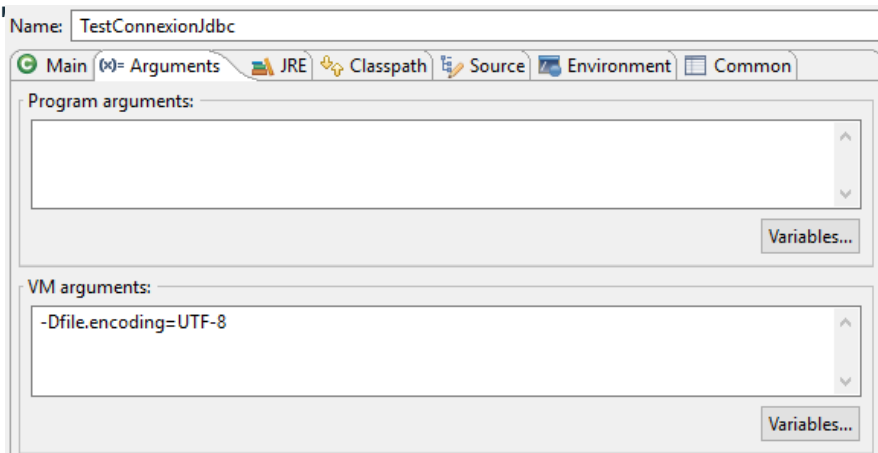 Name: TestConnexionJdbc
Main (x)= Arguments JRE Classpath Source Environment Common
Program arguments:
Variables...
VM arguments:
-Dfile.encoding=UTF-8
Variables...